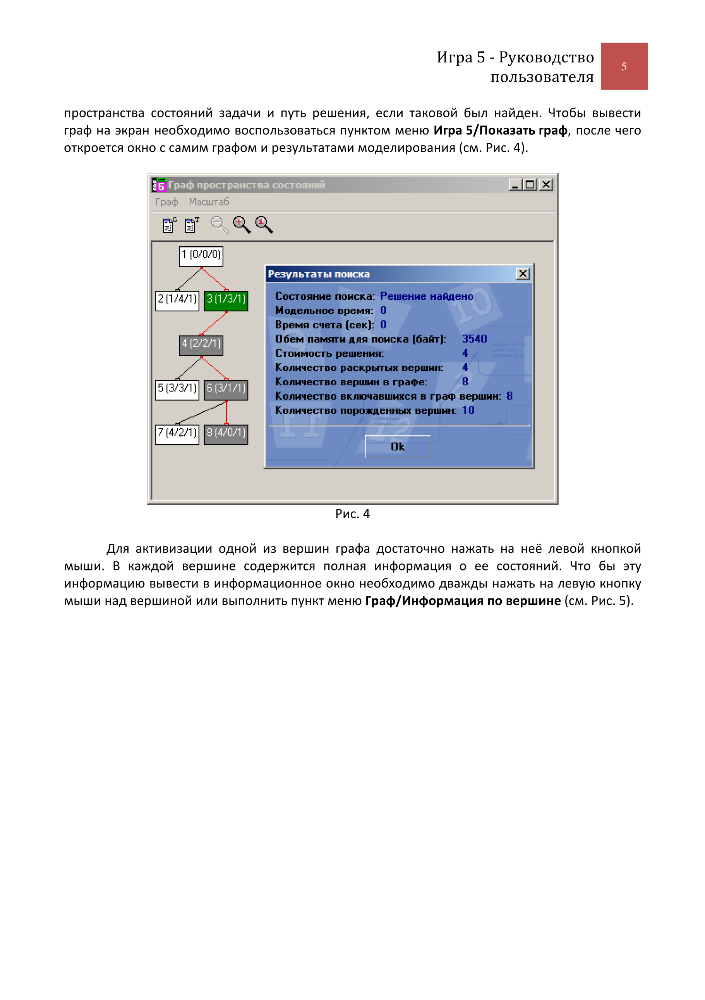 Игра 5 - Руководство
пользователя
5
пространства состояний задачи и путь решения, если таковой был найден. Чтобы вывести
граф на экран необходимо воспользоваться пунктом меню Игра 5/Показать граф, после чего
откроется окно с самим графом и результатами моделирования (см. Рис. 4).
5 Граф пространства состояний
Граф Масштаб
G T 1
1 (0/0/0)
2 (1/4/1) 3 (1/3/1)
4 (2/2/1)
5 (3/3/1) 6 (3/1/1)
7 (4/2/1) 8 (4/0/1)
Результаты поиска
Состояние поиска: Решение найдено
Модельное время: 0
Время счета (сек): 0
Обем памяти для поиска (байт): 3540
Стоимость решения: 4
Количество раскрытых вершин: 4
Количество вершин в графе: 8
Количество включавшихся в граф вершин: 8
Количество порожденных вершин: 10
Ok
Рис. 4
Для активизации одной из вершин графа достаточно нажать на неё левой кнопкой
мыши. В каждой вершине содержится полная информация о ее состояний. Что бы эту
информацию вывести в информационное окно необходимо дважды нажать на левую кнопку
мыши над вершиной или выполнить пункт меню Граф/Информация по вершине (см. Рис. 5).